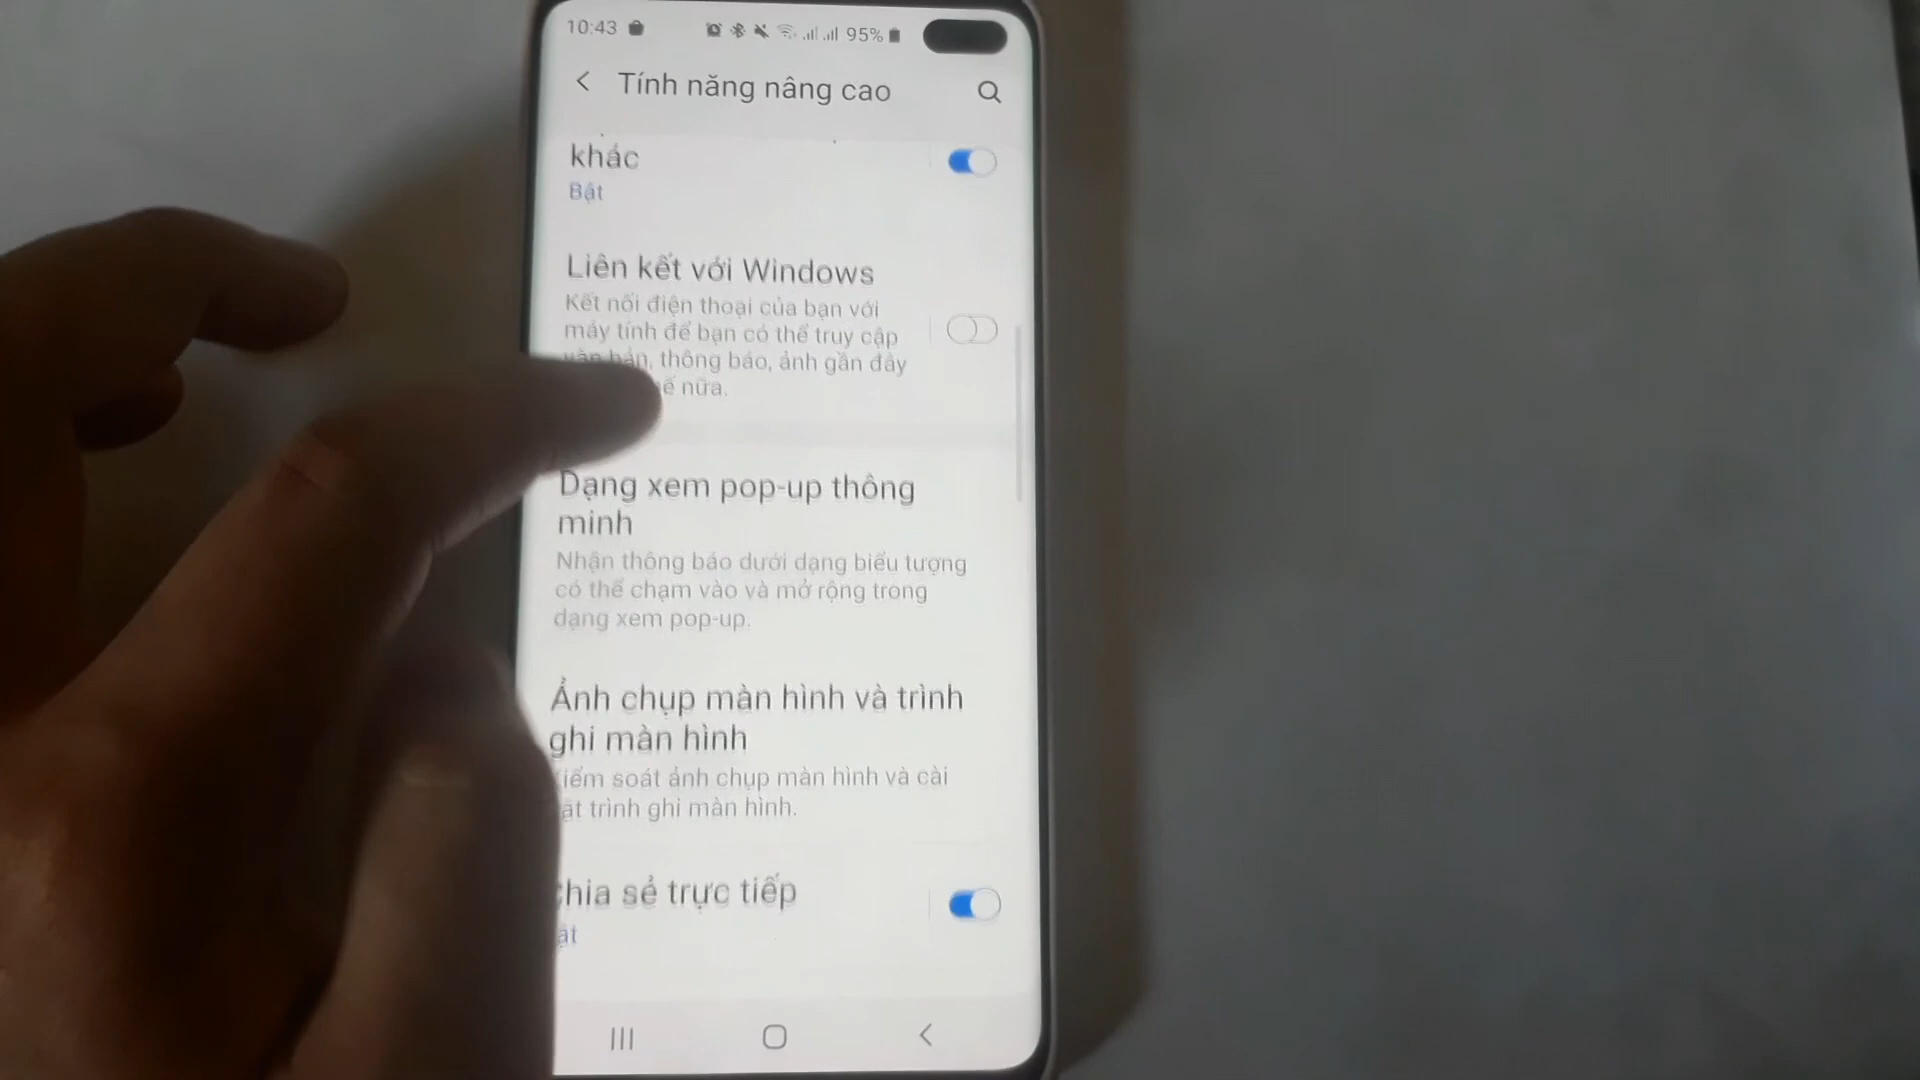 10:43
95%
Tính năng nâng cao
khác
Bật
Liên kết với Windows
Kết nối điện thoại của bạn với
máy tính để bạn có thể truy cập
văn bản, thông báo, ảnh gần đây
nữa.
Dạng xem pop-up thông
minh
Nhận thông báo dưới dạng biểu tượng
có thể chạm vào và mở rộng trong
dạng xem pop-up.
Ảnh chụp màn hình và trình
ghi màn hình
iểm soát ảnh chụp màn hình và cài
ặt trình ghi màn hình.
hia sẻ trực tiếp
ật